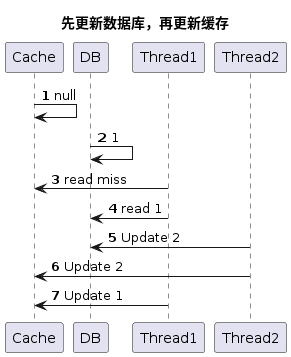 先更新数据库，再更新缓存
Cache DB Thread1 Thread2
1 null
2 1
3 read miss
4 read 1
5 Update 2
6 Update 2
7 Update 1
Cache DB Thread1 Thread2